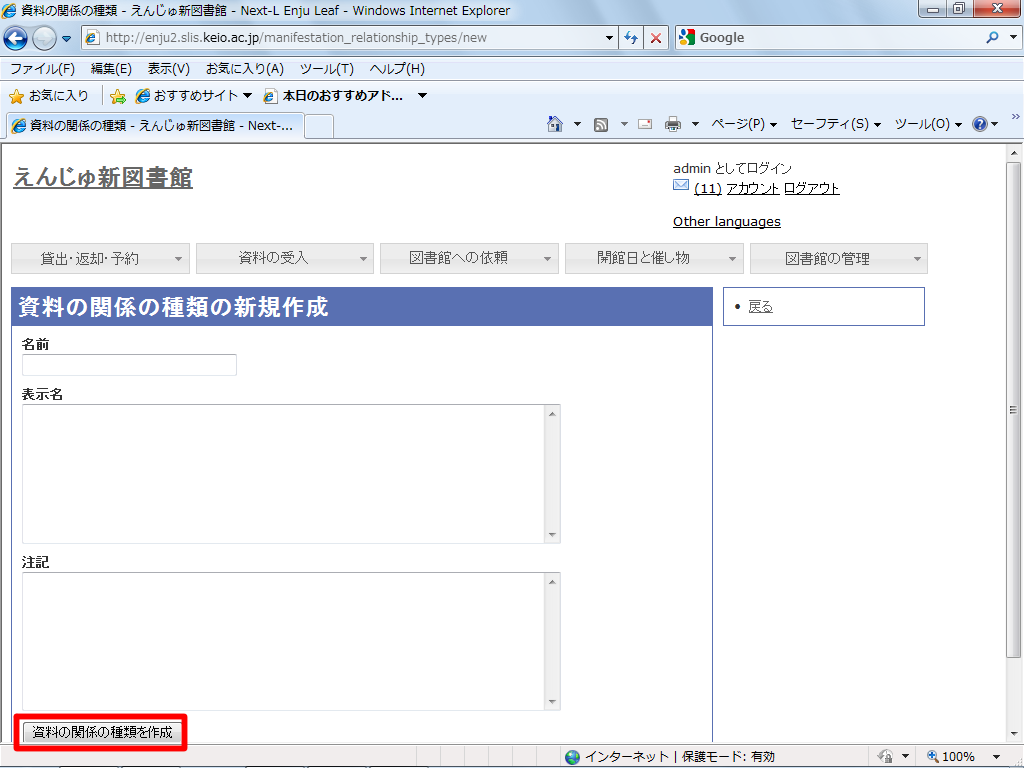 資料の関係の種類 - えんじゅ新図書館 - Next-L Enju Leaf - Windows Internet Explorer
http://enju2.slis.keio.ac.jp/manifestation_relationship_types/new
Google
ファイル(F) 編集(E) 表示(V) お気に入り(A) ツール(T) ヘルプ(H)
お気に入り おすすめサイト 本日のおすすめアド...
資料の関係の種類 - えんじゅ新図書館 - Next-...
ページ(P) セーフティ(S) ツール(O)
えんじゅ新図書館
admin としてログイン
(11) アカウント ログアウト
Other languages
貸出・返却・予約 資料の受入 図書館への依頼 開館日と催し物 図書館の管理
資料の関係の種類の新規作成
戻る
名前
表示名
注記
資料の関係の種類を作成
インターネット | 保護モード: 有効
100%